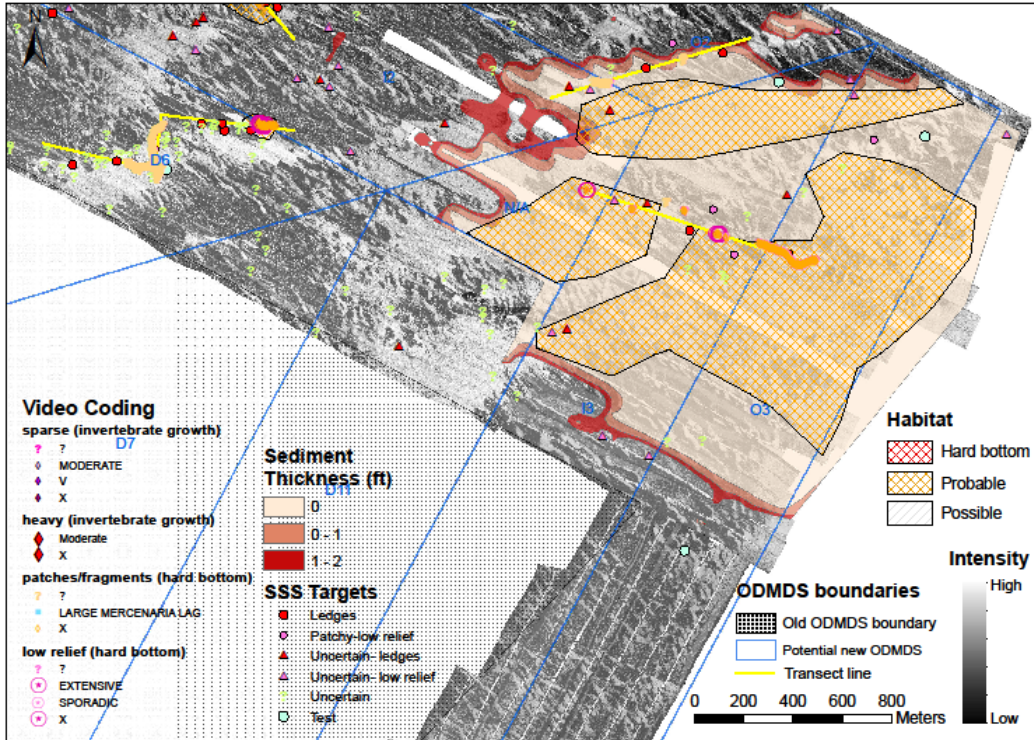 N
O2
I2
D6
N/A
I3
O3
Video Coding
sparse (invertebrate growth)
? ?
D7
MODERATE
V
X
heavy (invertebrate growth)
Moderate
X
patches/fragments (hard bottom)
? ?
LARGE MERCENARIA LAG
X
low relief (hard bottom)
? ?
EXTENSIVE
SPORADIC
X
Sediment
Thickness (ft)
D11
0
0 - 1
1 - 2
SSS Targets
Ledges
Patchy-low relief
Uncertain- ledges
Uncertain- low relief
Uncertain
Test
Habitat
Hard bottom
Probable
Possible
ODMDS boundaries
Old ODMDS boundary
Potential new ODMDS
Transect line
0 200 400 600 800
Meters
Intensity
High
Low